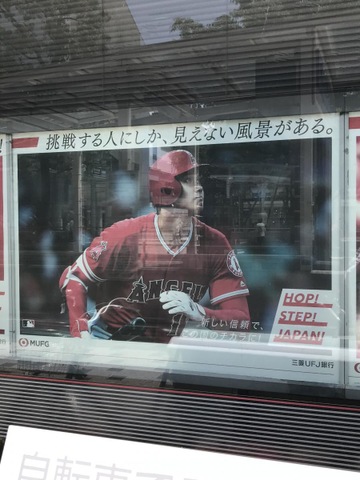 挑戦する人にしか、見えない風景がある。
ANGELS
新しい信頼で、
HOP!
STEP!
JAPAN!
MUFG
三菱UFJ銀行